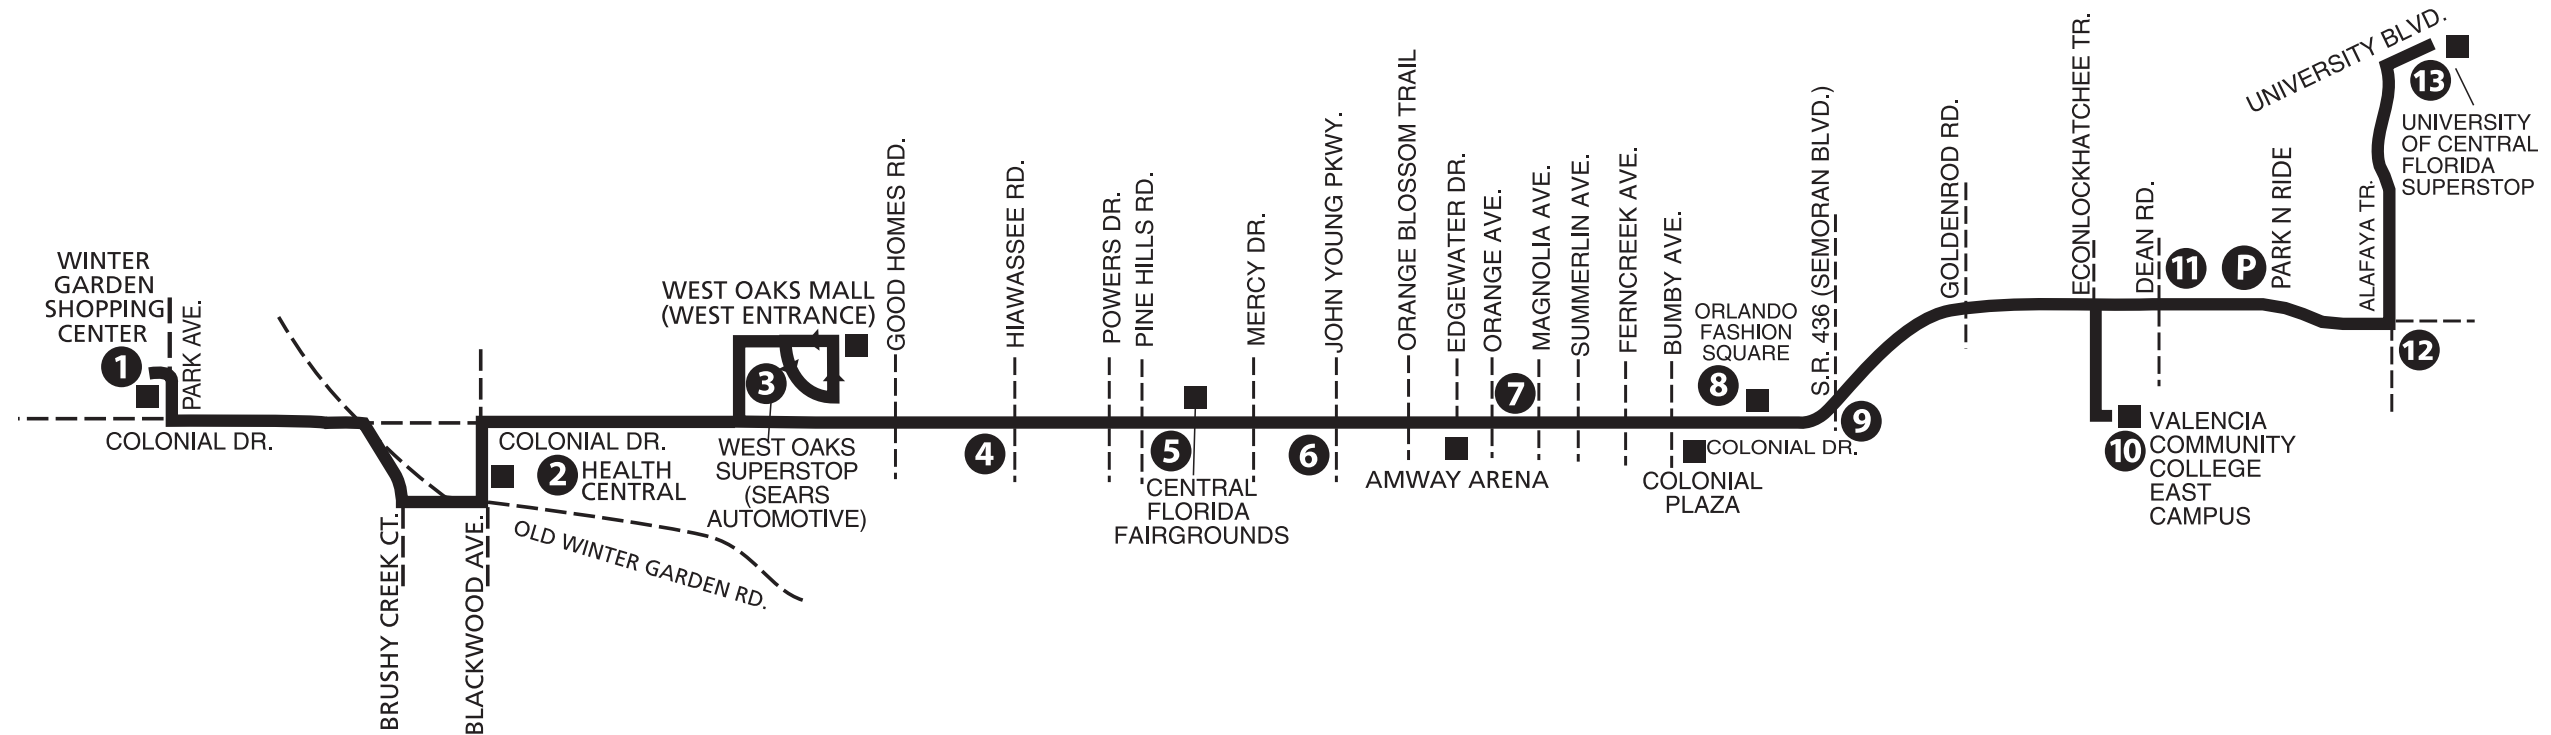 WINTER
GARDEN
SHOPPING
CENTER
1
PARK AVE.
COLONIAL DR.
BRUSHY CREEK CT.
BLACKWOOD AVE.
COLONIAL DR.
2
HEALTH
CENTRAL
OLD WINTER GARDEN RD.
WEST OAKS MALL
(WEST ENTRANCE)
3
WEST OAKS
SUPERSTOP
(SEARS
AUTOMOTIVE)
GOOD HOMES RD.
4
HIAWASSEE RD.
POWERS DR.
PINE HILLS RD.
5
CENTRAL
FLORIDA
FAIRGROUNDS
MERCY DR.
6
JOHN YOUNG PKWY.
ORANGE BLOSSOM TRAIL
EDGEWATER DR.
AMWAY ARENA
ORANGE AVE.
7
MAGNOLIA AVE.
SUMMERLIN AVE.
FERNCREEK AVE.
BUMBY AVE.
ORLANDO
FASHION
SQUARE
8
COLONIAL
PLAZA
COLONIAL DR.
S.R. 436 (SEMORAN BLVD.)
9
GOLDENROD RD.
ECONLOCKHATCHEE TR.
10
VALENCIA
COMMUNITY
COLLEGE
EAST
CAMPUS
DEAN RD.
11
P
PARK N RIDE
ALAFAYA TR.
12
UNIVERSITY BLVD.
13
UNIVERSITY
OF CENTRAL
FLORIDA
SUPERSTOP